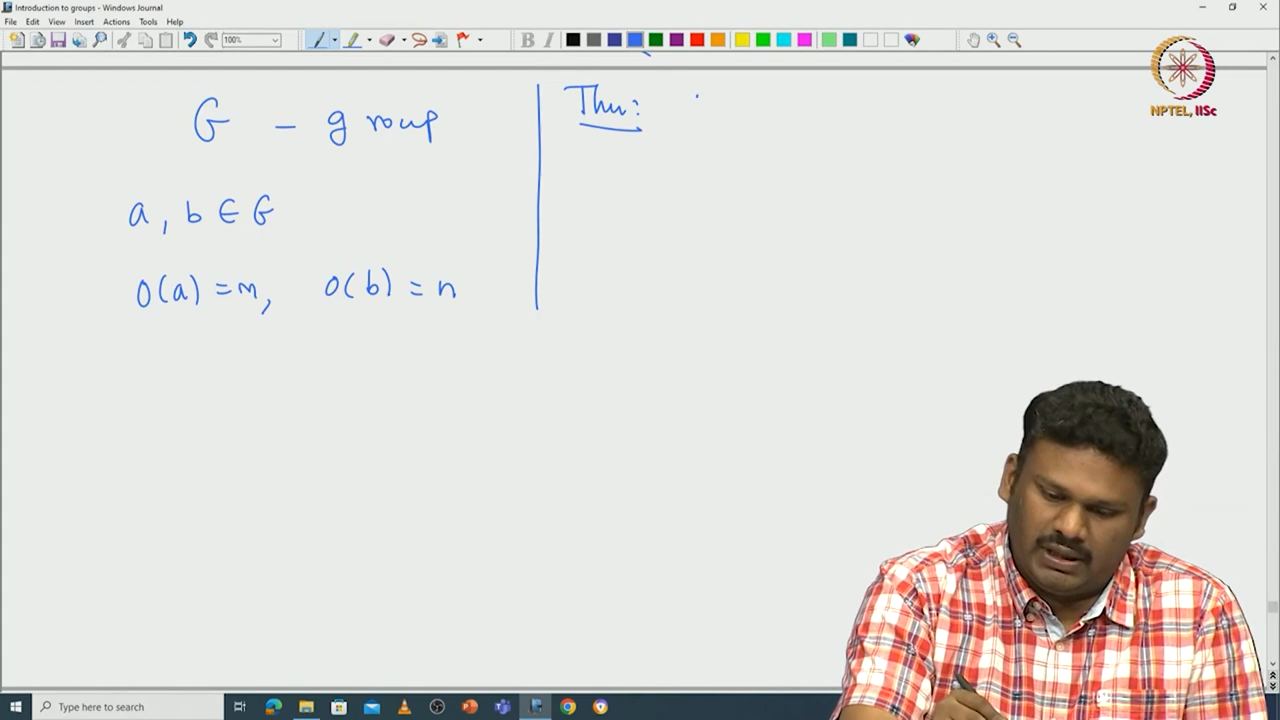 Introduction to groups - Windows Journal
File Edit View Insert Actions Tools Help
100%
B I
NPTEL, IISc
G - group
a, b ∈ G
O(a) = m, O(b) = n
Thm:
Type here to search